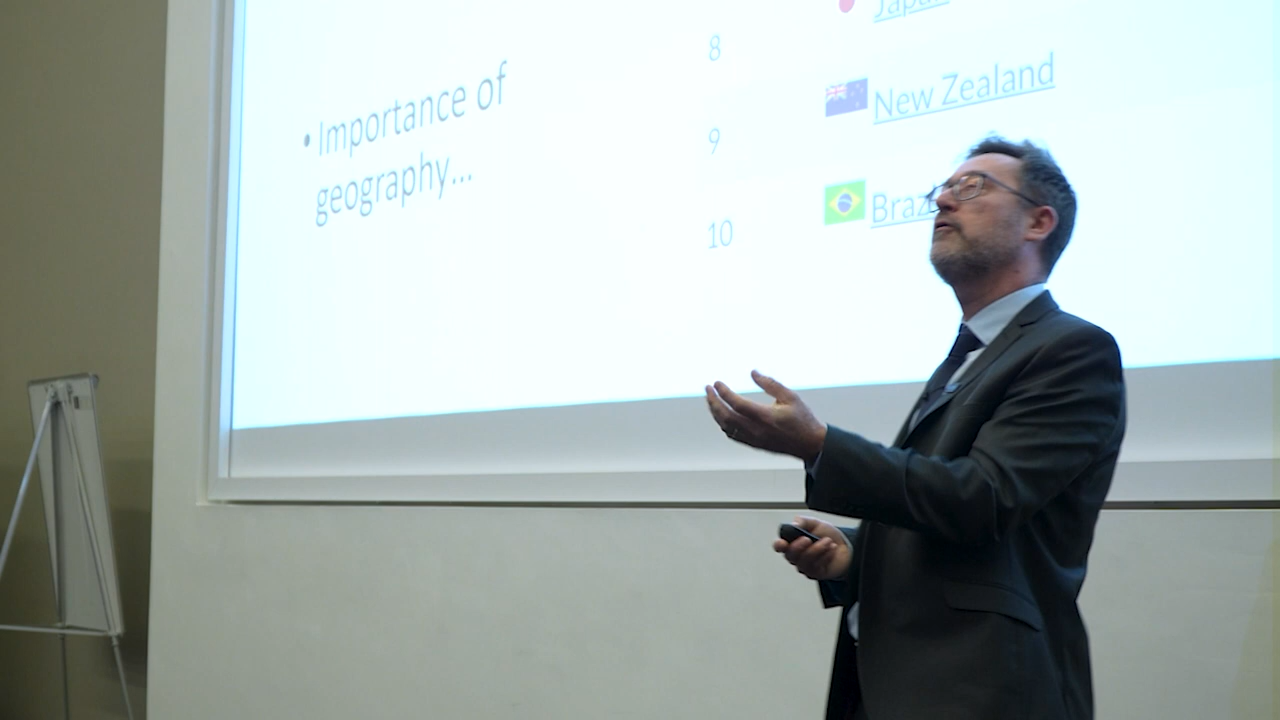 • Importance of
geography...
8
New Zealand
9
10